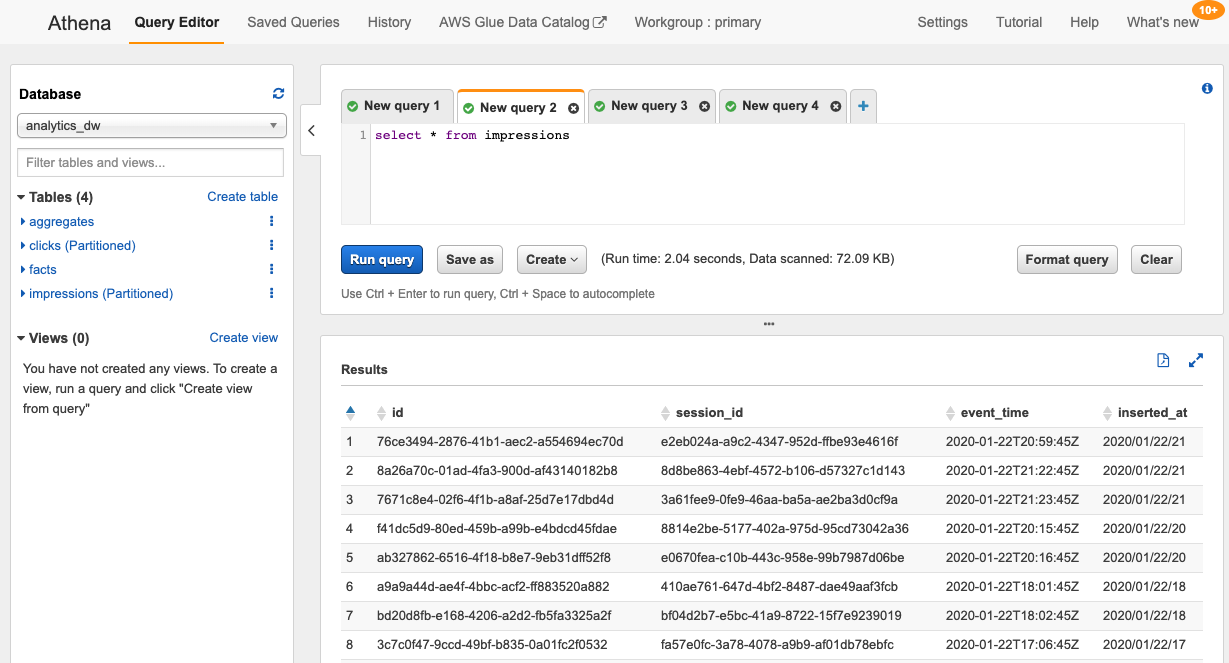 Athena Query Editor Saved Queries History AWS Glue Data Catalog Workgroup : primary Settings Tutorial Help What's new 10+
Database
analytics_dw
Filter tables and views...
Tables (4) Create table
aggregates
clicks (Partitioned)
facts
impressions (Partitioned)
Views (0) Create view
You have not created any views. To create a
view, run a query and click "Create view
from query"
New query 1 New query 2 New query 3 New query 4
1 select * from impressions
Run query Save as Create (Run time: 2.04 seconds, Data scanned: 72.09 KB) Format query Clear
Use Ctrl + Enter to run query, Ctrl + Space to autocomplete
Results
id session_id event_time inserted_at
1 76ce3494-2876-41b1-aec2-a554694ec70d e2eb024a-a9c2-4347-952d-ffbe93e4616f 2020-01-22T20:59:45Z 2020/01/22/21
2 8a26a70c-01ad-4fa3-900d-af43140182b8 8d8be863-4ebf-4572-b106-d57327c1d143 2020-01-22T21:22:45Z 2020/01/22/21
3 7671c8e4-02f6-4f1b-a8af-25d7e17dbd4d 3a61fee9-0fe9-46aa-ba5a-ae2ba3d0cf9a 2020-01-22T21:23:45Z 2020/01/22/21
4 f41dc5d9-80ed-459b-a99b-e4bdcd45fdae 8814e2be-5177-402a-975d-95cd73042a36 2020-01-22T20:15:45Z 2020/01/22/20
5 ab327862-6516-4f18-b8e7-9eb31dff52f8 e0670fea-c10b-443c-958e-99b7987d06be 2020-01-22T20:16:45Z 2020/01/22/20
6 a9a9a44d-ae4f-4bbc-acf2-ff883520a882 410ae761-647d-4bf2-8487-dae49aaf3fcb 2020-01-22T18:01:45Z 2020/01/22/18
7 bd20d8fb-e168-4206-a2d2-fb5fa3325a2f bf04d2b7-e5bc-41a9-8722-15f7e9239019 2020-01-22T18:02:45Z 2020/01/22/18
8 3c7c0f47-9ccd-49bf-b835-0a01fc2f0532 fa57e0fc-3a78-4078-a9b9-af01db78ebfc 2020-01-22T17:06:45Z 2020/01/22/17